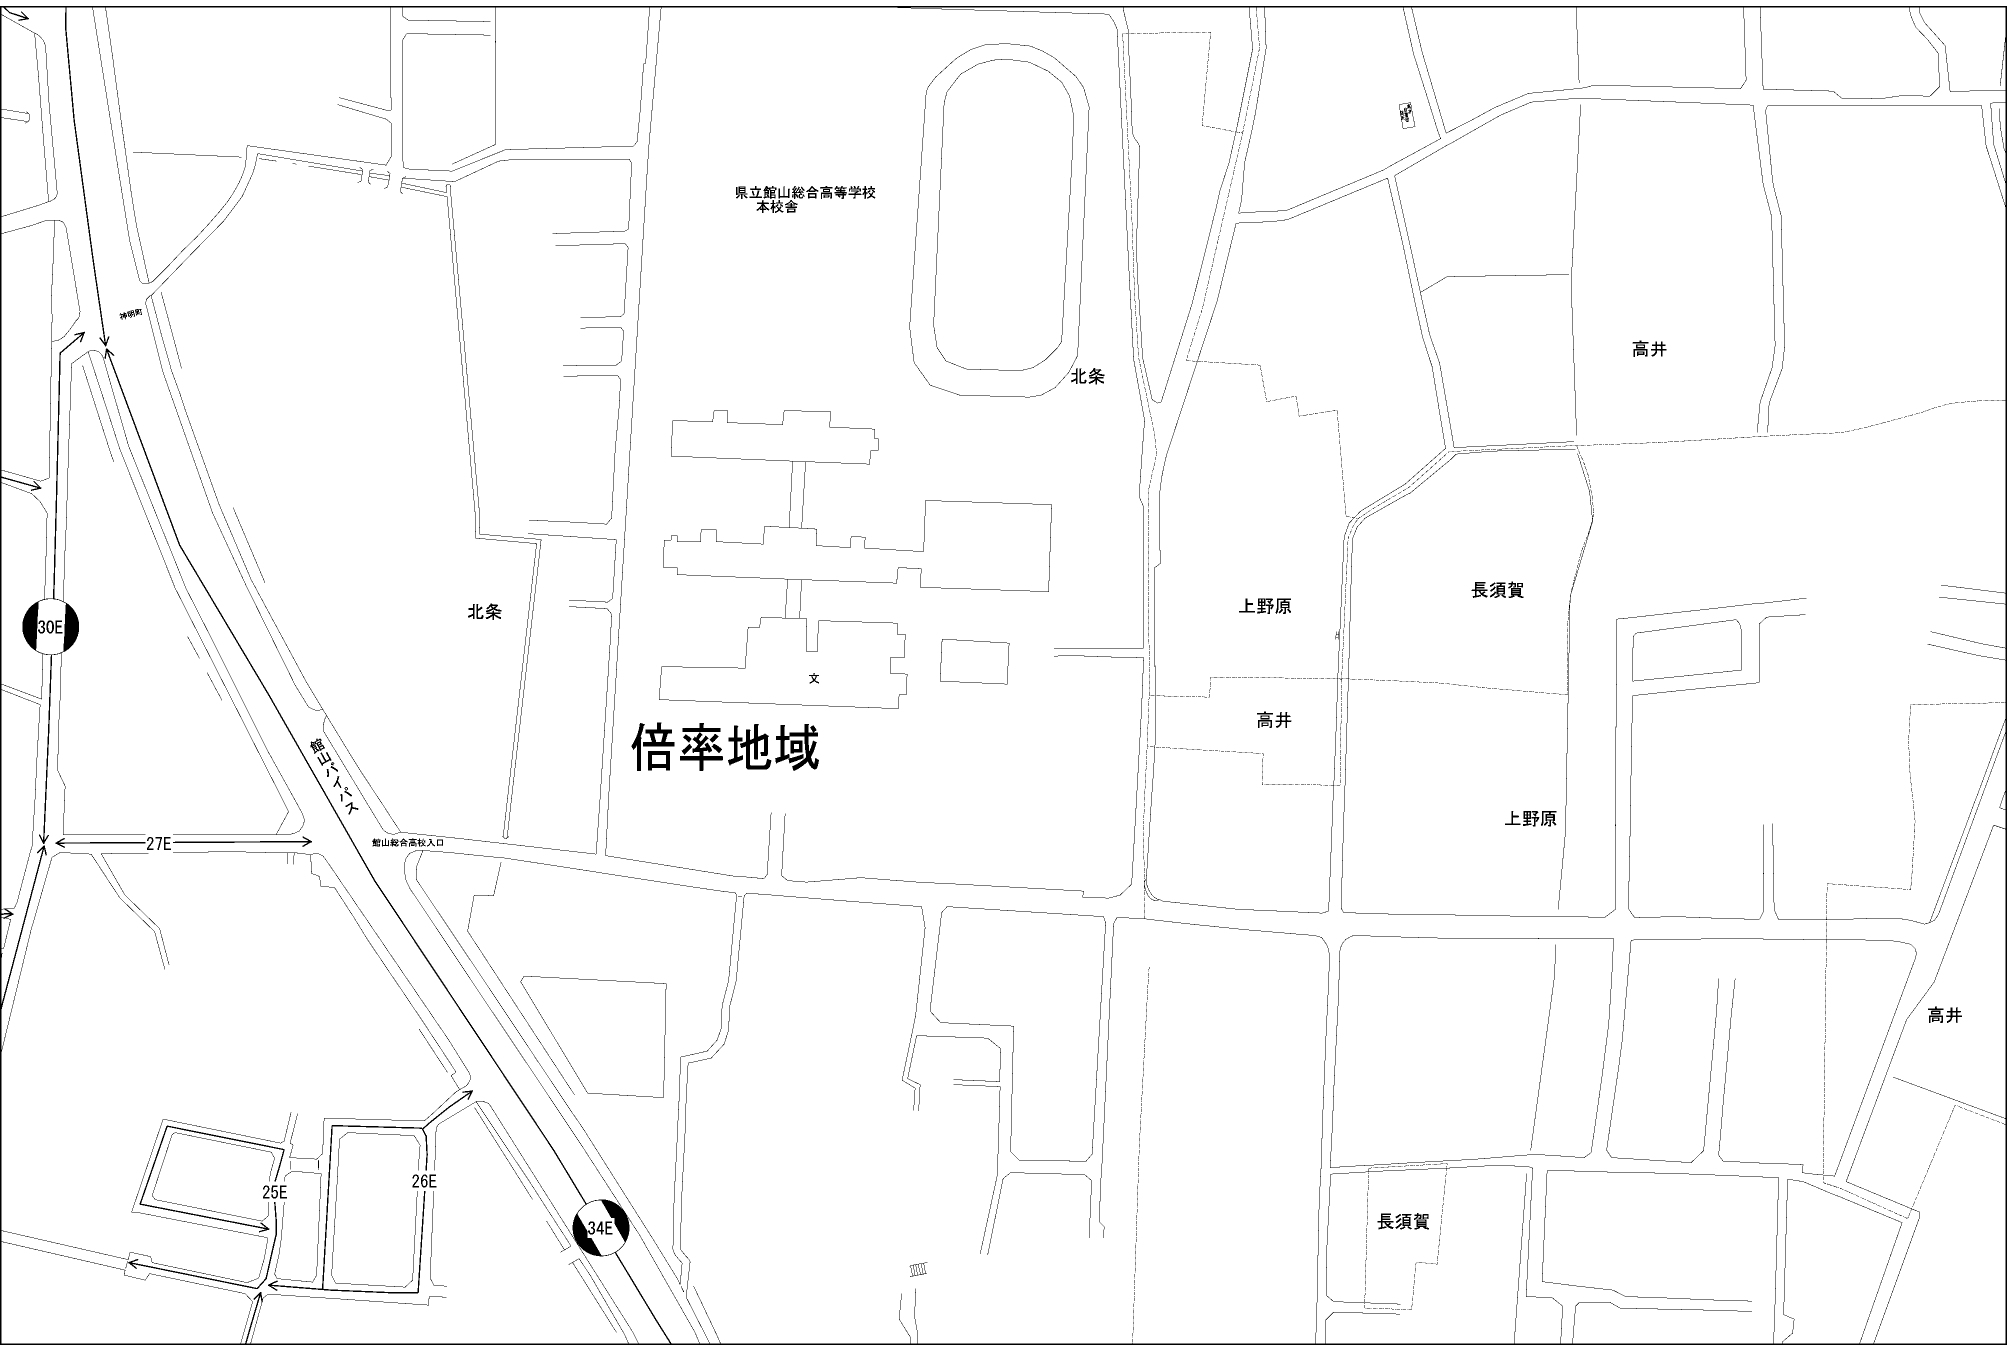 県立館山総合高等学校
本校舎
神明町
高井
北条
長須賀
上野原
北条
30E
文
高井
倍率地域
館山バイパス
上野原
27E
館山総合高校入口
高井
26E
25E
長須賀
34E